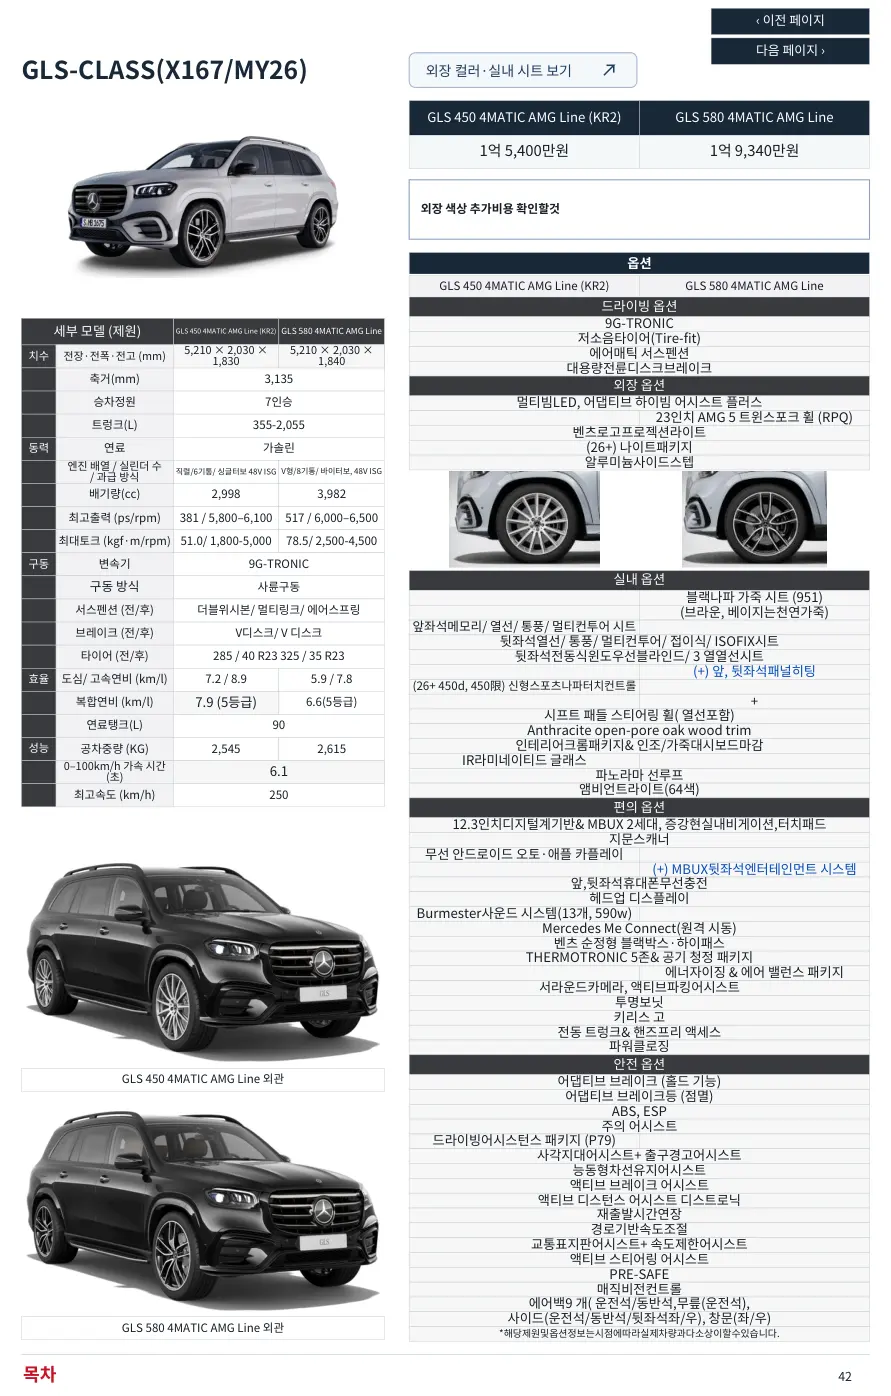 ‹ 이전 페이지
다음 페이지 ›
GLS-CLASS(X167/MY26)
외장 컬러·실내 시트 보기
GLS 450 4MATIC AMG Line (KR2) GLS 580 4MATIC AMG Line
1억 5,400만원 1억 9,340만원
외장 색상 추가비용 확인할것
세부 모델 (제원) GLS 450 4MATIC AMG Line (KR2) GLS 580 4MATIC AMG Line
치수 전장·전폭·전고 (mm) 5,210 × 2,030 × 1,830 5,210 × 2,030 × 1,840
축거(mm) 3,135
승차정원 7인승
트렁크(L) 355-2,055
동력 연료 가솔린
엔진 배열 / 실린더 수 / 과급 방식 직렬/6기통/ 싱글터보 48V ISG V형/8기통/ 바이터보, 48V ISG
배기량(cc) 2,998 3,982
최고출력 (ps/rpm) 381 / 5,800–6,100 517 / 6,000–6,500
최대토크 (kgf·m/rpm) 51.0/ 1,800-5,000 78.5/ 2,500-4,500
구동 변속기 9G-TRONIC
구동 방식 사륜구동
서스펜션 (전/후) 더블위시본/ 멀티링크/ 에어스프링
브레이크 (전/후) V디스크/ V 디스크
타이어 (전/후) 285 / 40 R23 325 / 35 R23
효율 도심/ 고속연비 (km/l) 7.2 / 8.9 5.9 / 7.8
복합연비 (km/l) 7.9 (5등급) 6.6(5등급)
연료탱크(L) 90
성능 공차중량 (KG) 2,545 2,615
0–100km/h 가속 시간 (초) 6.1
최고속도 (km/h) 250
GLS
GLS 450 4MATIC AMG Line 외관
GLS
GLS 580 4MATIC AMG Line 외관
옵션
GLS 450 4MATIC AMG Line (KR2) GLS 580 4MATIC AMG Line
드라이빙 옵션
9G-TRONIC
저소음타이어(Tire-fit)
에어매틱 서스펜션
대용량전륜디스크브레이크
외장 옵션
멀티빔LED, 어댑티브 하이빔 어시스트 플러스
23인치 AMG 5 트윈스포크 휠 (RPQ)
벤츠로고프로젝션라이트
(26+) 나이트패키지
알루미늄사이드스텝
실내 옵션
블랙나파 가죽 시트 (951)
(브라운, 베이지는천연가죽)
앞좌석메모리/ 열선/ 통풍/ 멀티컨투어 시트
뒷좌석열선/ 통풍/ 멀티컨투어/ 접이식/ ISOFIX시트
뒷좌석전동식윈도우선블라인드/ 3 열열선시트
(+) 앞, 뒷좌석패널히팅
(26+ 450d, 450限) 신형스포츠나파터치컨트롤
+
시프트 패들 스티어링 휠( 열선포함)
Anthracite open-pore oak wood trim
인테리어크롬패키지& 인조/가죽대시보드마감
IR라미네이티드 글래스
파노라마 선루프
앰비언트라이트(64색)
편의 옵션
12.3인치디지털계기반& MBUX 2세대, 증강현실내비게이션,터치패드
지문스캐너
무선 안드로이드 오토·애플 카플레이
(+) MBUX뒷좌석엔터테인먼트 시스템
앞,뒷좌석휴대폰무선충전
헤드업 디스플레이
Burmester사운드 시스템(13개, 590w)
Mercedes Me Connect(원격 시동)
벤츠 순정형 블랙박스·하이패스
THERMOTRONIC 5존& 공기 청정 패키지
에너자이징 & 에어 밸런스 패키지
서라운드카메라, 액티브파킹어시스트
투명보닛
키리스 고
전동 트렁크& 핸즈프리 액세스
파워클로징
안전 옵션
어댑티브 브레이크 (홀드 기능)
어댑티브 브레이크등 (점멸)
ABS, ESP
주의 어시스트
드라이빙어시스턴스 패키지 (P79)
사각지대어시스트+ 출구경고어시스트
능동형차선유지어시스트
액티브 브레이크 어시스트
액티브 디스턴스 어시스트 디스트로닉
재출발시간연장
경로기반속도조절
교통표지판어시스트+ 속도제한어시스트
액티브 스티어링 어시스트
PRE-SAFE
매직비전컨트롤
에어백9 개( 운전석/동반석,무릎(운전석),
사이드(운전석/동반석/뒷좌석좌/우), 창문(좌/우)
*해당제원및옵션정보는시점에따라실제차량과다소상이할수있습니다.
목차
42